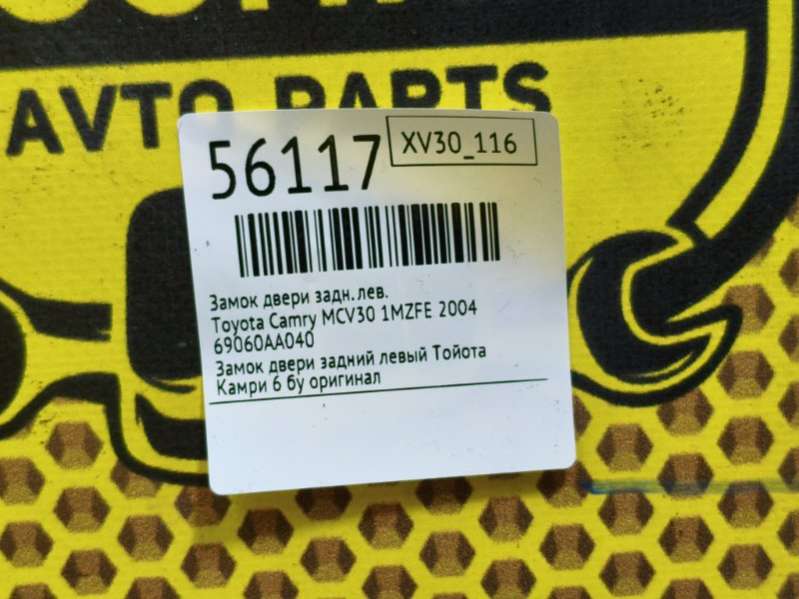 AVTO PARTS
56117
XV30_116
Замок двери задн.лев.
Toyota Camry MCV30 1MZFE 2004
69060AA040
Замок двери задний левый Тойота
Камри 6 бу оригинал